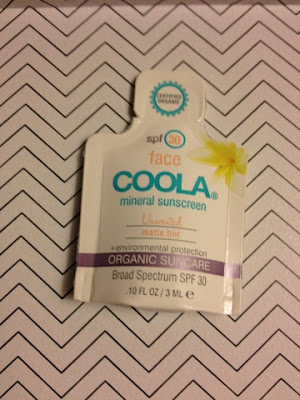 CERTIFIED
ORGANIC
spf 30
face
COOLA®
mineral sunscreen
Unscented
matte tint
+environmental protection
ORGANIC SUNCARE
Broad Spectrum SPF 30
.10 FL OZ / 3 ML e